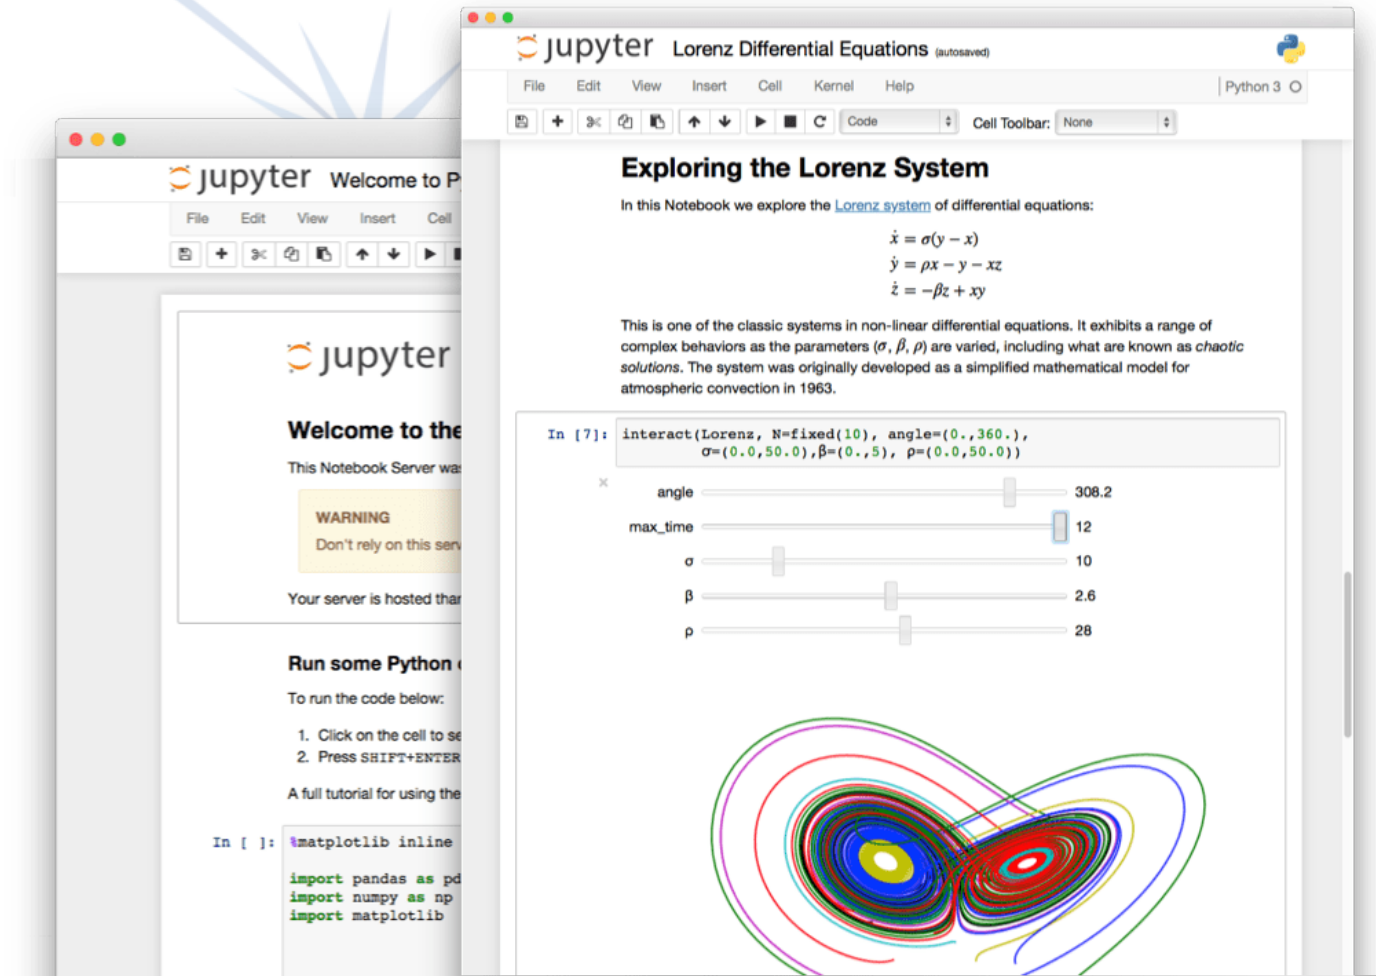 jupyter Lorenz Differential Equations (autosaved)
File Edit View Insert Cell Kernel Help
Python 3
Code
Cell Toolbar: None
Exploring the Lorenz System
In this Notebook we explore the Lorenz system of differential equations:
ẋ = σ(y − x)
ẏ = ρx − y − xz
ż = −βz + xy
This is one of the classic systems in non-linear differential equations. It exhibits a range of
complex behaviors as the parameters (σ, β, ρ) are varied, including what are known as chaotic
solutions. The system was originally developed as a simplified mathematical model for
atmospheric convection in 1963.
In [7]: interact(Lorenz, N=fixed(10), angle=(0.,360.),
σ=(0.0,50.0),β=(0.,5), ρ=(0.0,50.0))
×
angle 308.2
max_time 12
σ 10
β 2.6
ρ 28
jupyter Welcome to P
File Edit View Insert Cell
jupyter
Welcome to the
This Notebook Server was
WARNING
Don't rely on this serv
Your server is hosted than
Run some Python
To run the code below:
1. Click on the cell to se
2. Press SHIFT+ENTER
A full tutorial for using the
In [ ]: %matplotlib inline
import pandas as pd
import numpy as np
import matplotlib